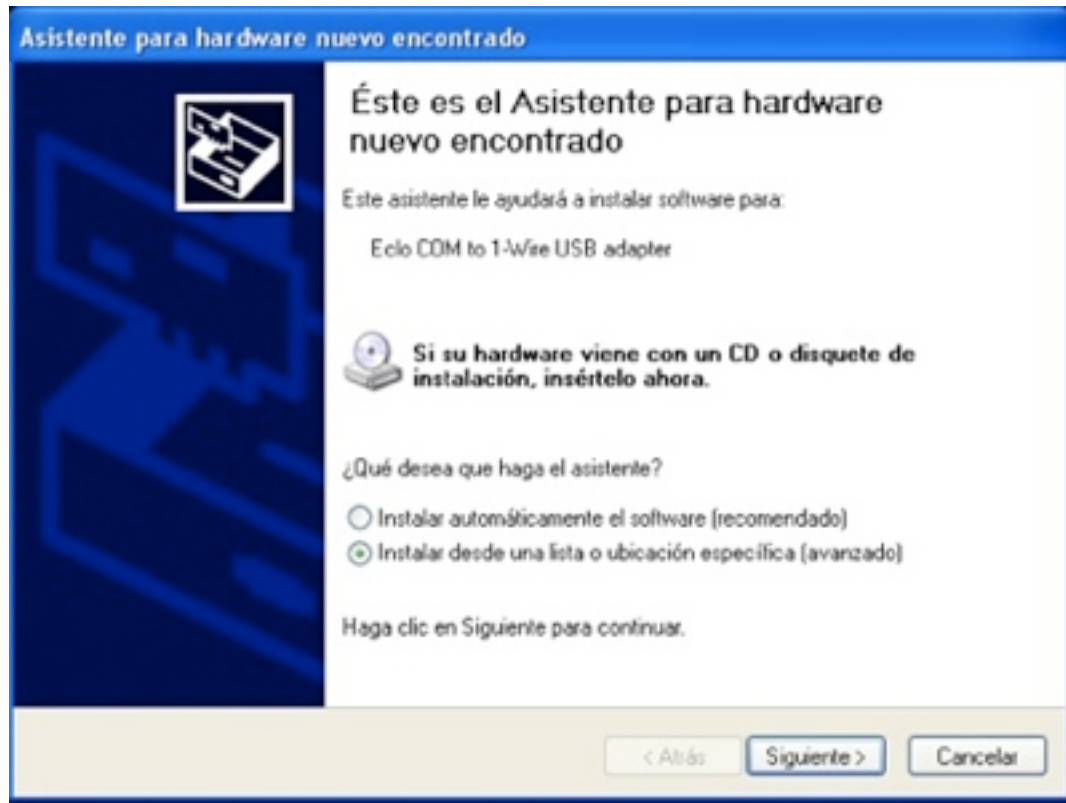 Asistente para hardware nuevo encontrado
Éste es el Asistente para hardware
nuevo encontrado
Este asistente le ayudará a instalar software para:
Eclo COM to 1-Wire USB adapter
Si su hardware viene con un CD o disquete de
instalación, insértelo ahora.
¿Qué desea que haga el asistente?
Instalar automáticamente el software (recomendado)
Instalar desde una lista o ubicación específica (avanzado)
Haga clic en Siguiente para continuar.
< Atrás Siguiente > Cancelar